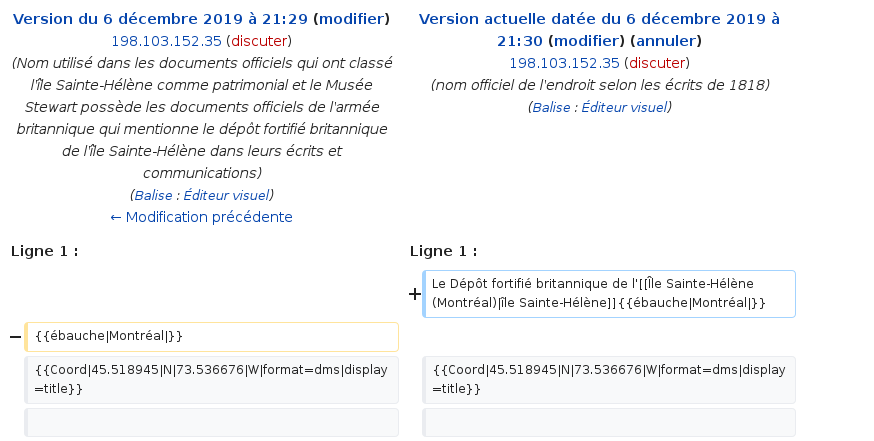 Version du 6 décembre 2019 à 21:29 (modifier)
198.103.152.35 (discuter)
(Nom utilisé dans les documents officiels qui ont classé
l'île Sainte-Hélène comme patrimonial et le Musée
Stewart possède les documents officiels de l'armée
britannique qui mentionne le dépôt fortifié britannique
de l'île Sainte-Hélène dans leurs écrits et
communications)
(Balise : Éditeur visuel)
← Modification précédente
Version actuelle datée du 6 décembre 2019 à
21:30 (modifier) (annuler)
198.103.152.35 (discuter)
(nom officiel de l'endroit selon les écrits de 1818)
(Balise : Éditeur visuel)
Ligne 1 :
Ligne 1 :
+ Le Dépôt fortifié britannique de l'[[Île Sainte-Hélène
(Montréal)|île Sainte-Hélène]]{{ébauche|Montréal|}}
− {{ébauche|Montréal|}}
{{Coord|45.518945|N|73.536676|W|format=dms|display
=title}}
{{Coord|45.518945|N|73.536676|W|format=dms|display
=title}}